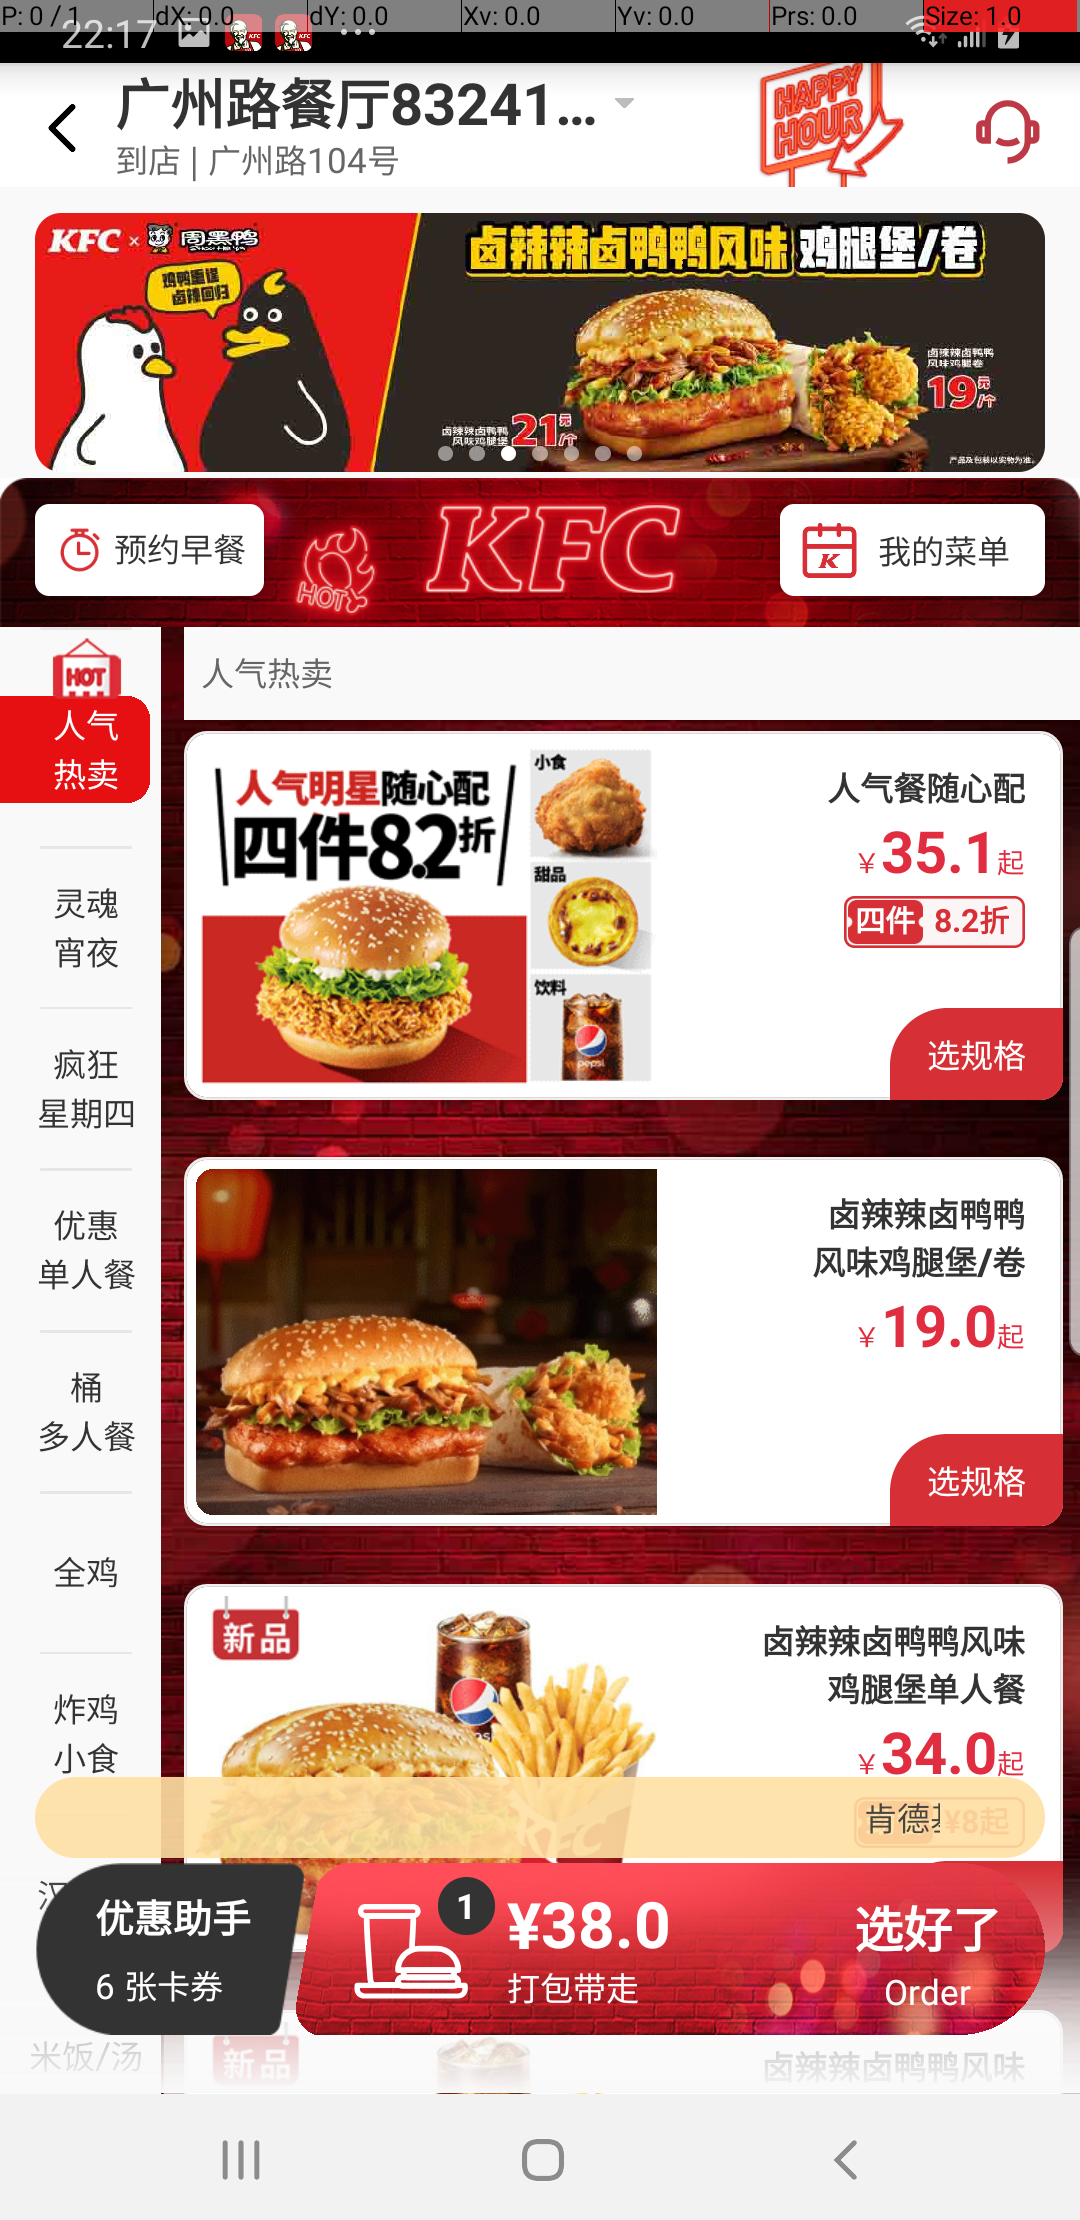 P: 0 / 1 dX: 0.0 dY: 0.0 Xv: 0.0 Yv: 0.0 Prs: 0.0 Size: 1.0
22:17
广州路餐厅83241...
到店 | 广州路104号
HAPPY
HOUR
KFC × 周黑鸭
鸡鸭重逢
卤辣回归
卤辣辣卤鸭鸭风味 鸡腿堡/卷
卤辣辣卤鸭鸭
风味鸡腿卷
19元/个
卤辣辣卤鸭鸭
风味鸡腿堡
21元/个
产品及包装以实物为准。
预约早餐
HOT
KFC
K
我的菜单
HOT
人气
热卖
灵魂
宵夜
疯狂
星期四
优惠
单人餐
桶
多人餐
全鸡
炸鸡
小食
米饭/汤
人气热卖
人气明星随心配
四件8.2折
小食
甜品
饮料
pepsi
人气餐随心配
¥35.1起
四件 8.2折
选规格
卤辣辣卤鸭鸭
风味鸡腿堡/卷
¥19.0起
选规格
新品
卤辣辣卤鸭鸭风味
鸡腿堡单人餐
¥34.0起
¥8起
KFC
肯德
优惠助手
6 张卡券
1
¥38.0
打包带走
选好了
Order
新品
卤辣辣卤鸭鸭风味